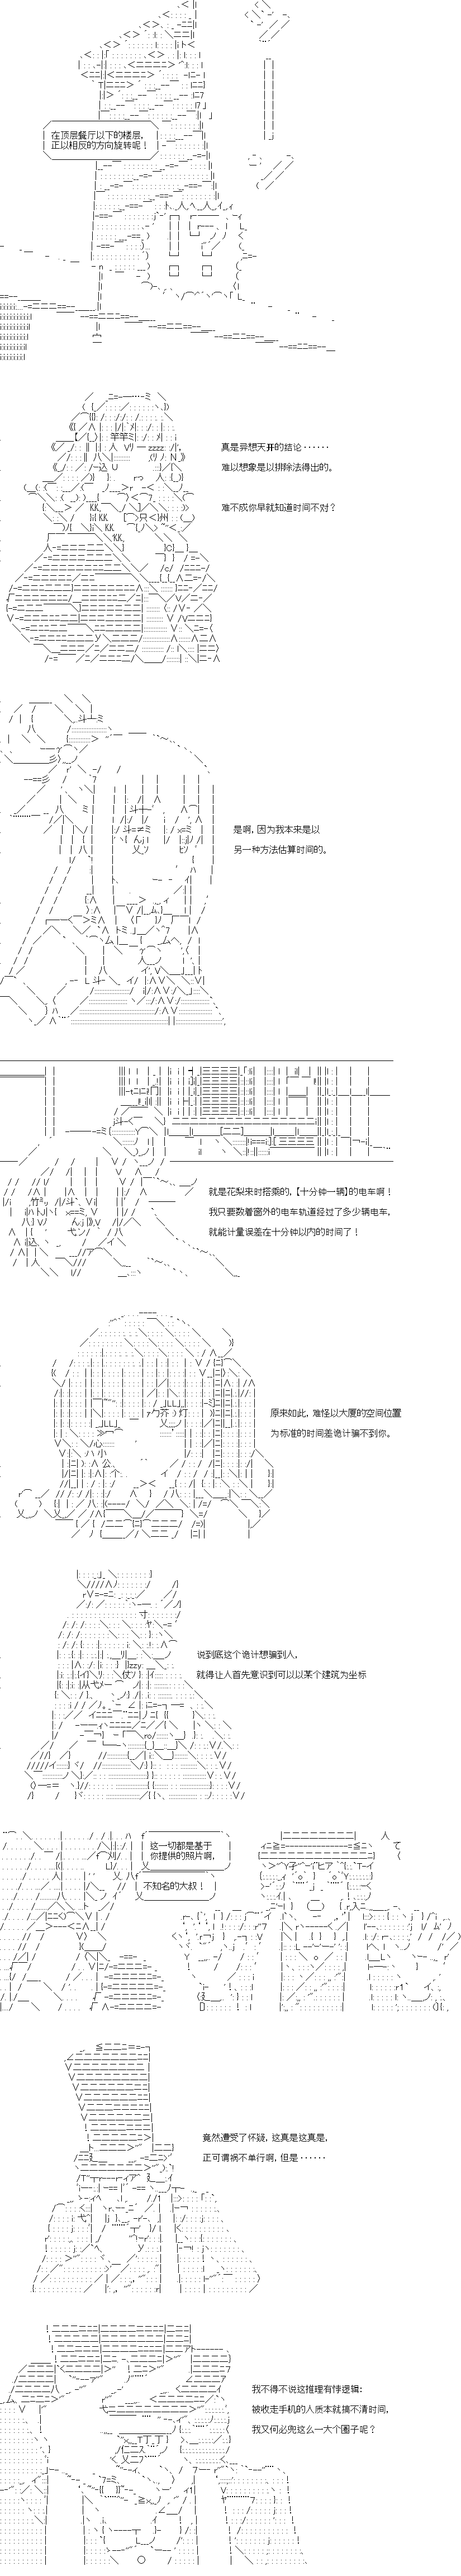 在顶层餐厅以下的楼层，
正以相反的方向旋转呢！
真是异想天开的结论······
难以想象是以排除法得出的。
难不成你早就知道时间不对？
是啊，因为我本来是以
另一种方法估算时间的。
就是花梨来时搭乘的，【十分钟一辆】的电车啊！
我只要数着窗外的电车轨道经过了多少辆电车，
就能计量误差在十分钟以内的时间了！
原来如此，难怪以大厦的空间位置
为标准的时间差诡计骗不到你。
说到底这个诡计想骗到人，
就得让人首先意识到可以以某个建筑为坐标
这一切都是基于
你提供的照片啊，
不知名的大叔！
竟然遭受了怀疑，这真是这真是，
正可谓祸不单行啊，但是······
我不得不说这推理有悖逻辑：
被收走手机的人质本就搞不清时间，
我又何必兜这么一大个圈子呢？